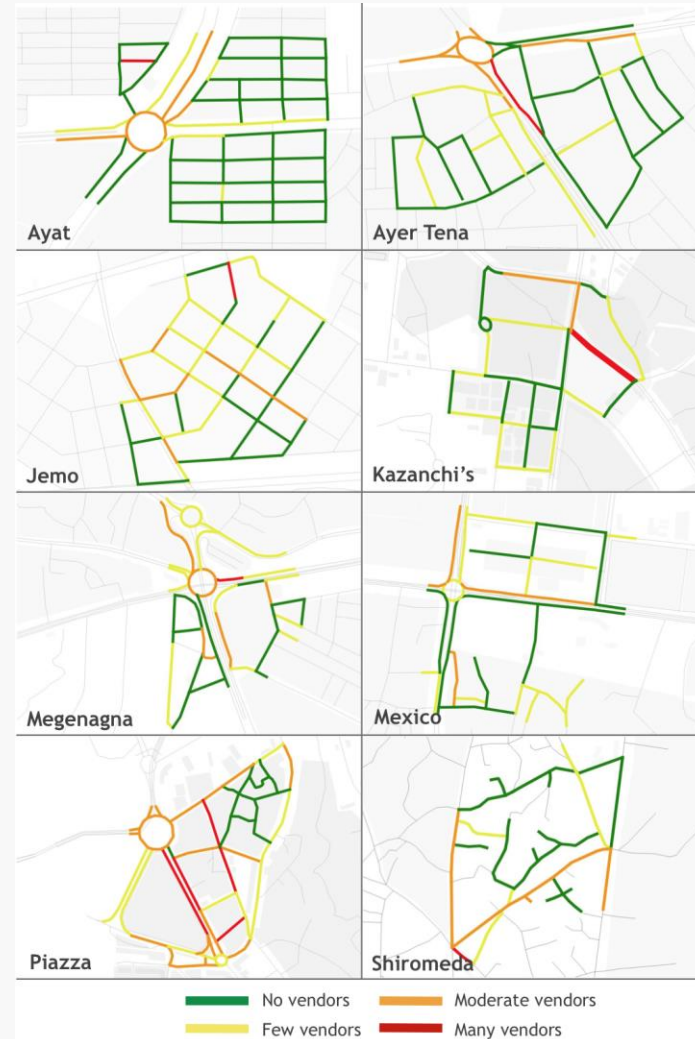 Ayat
Ayer Tena
Jemo
Kazanchi's
Megenagna
Mexico
Piazza
Shiromeda
No vendors
Moderate vendors
Few vendors
Many vendors